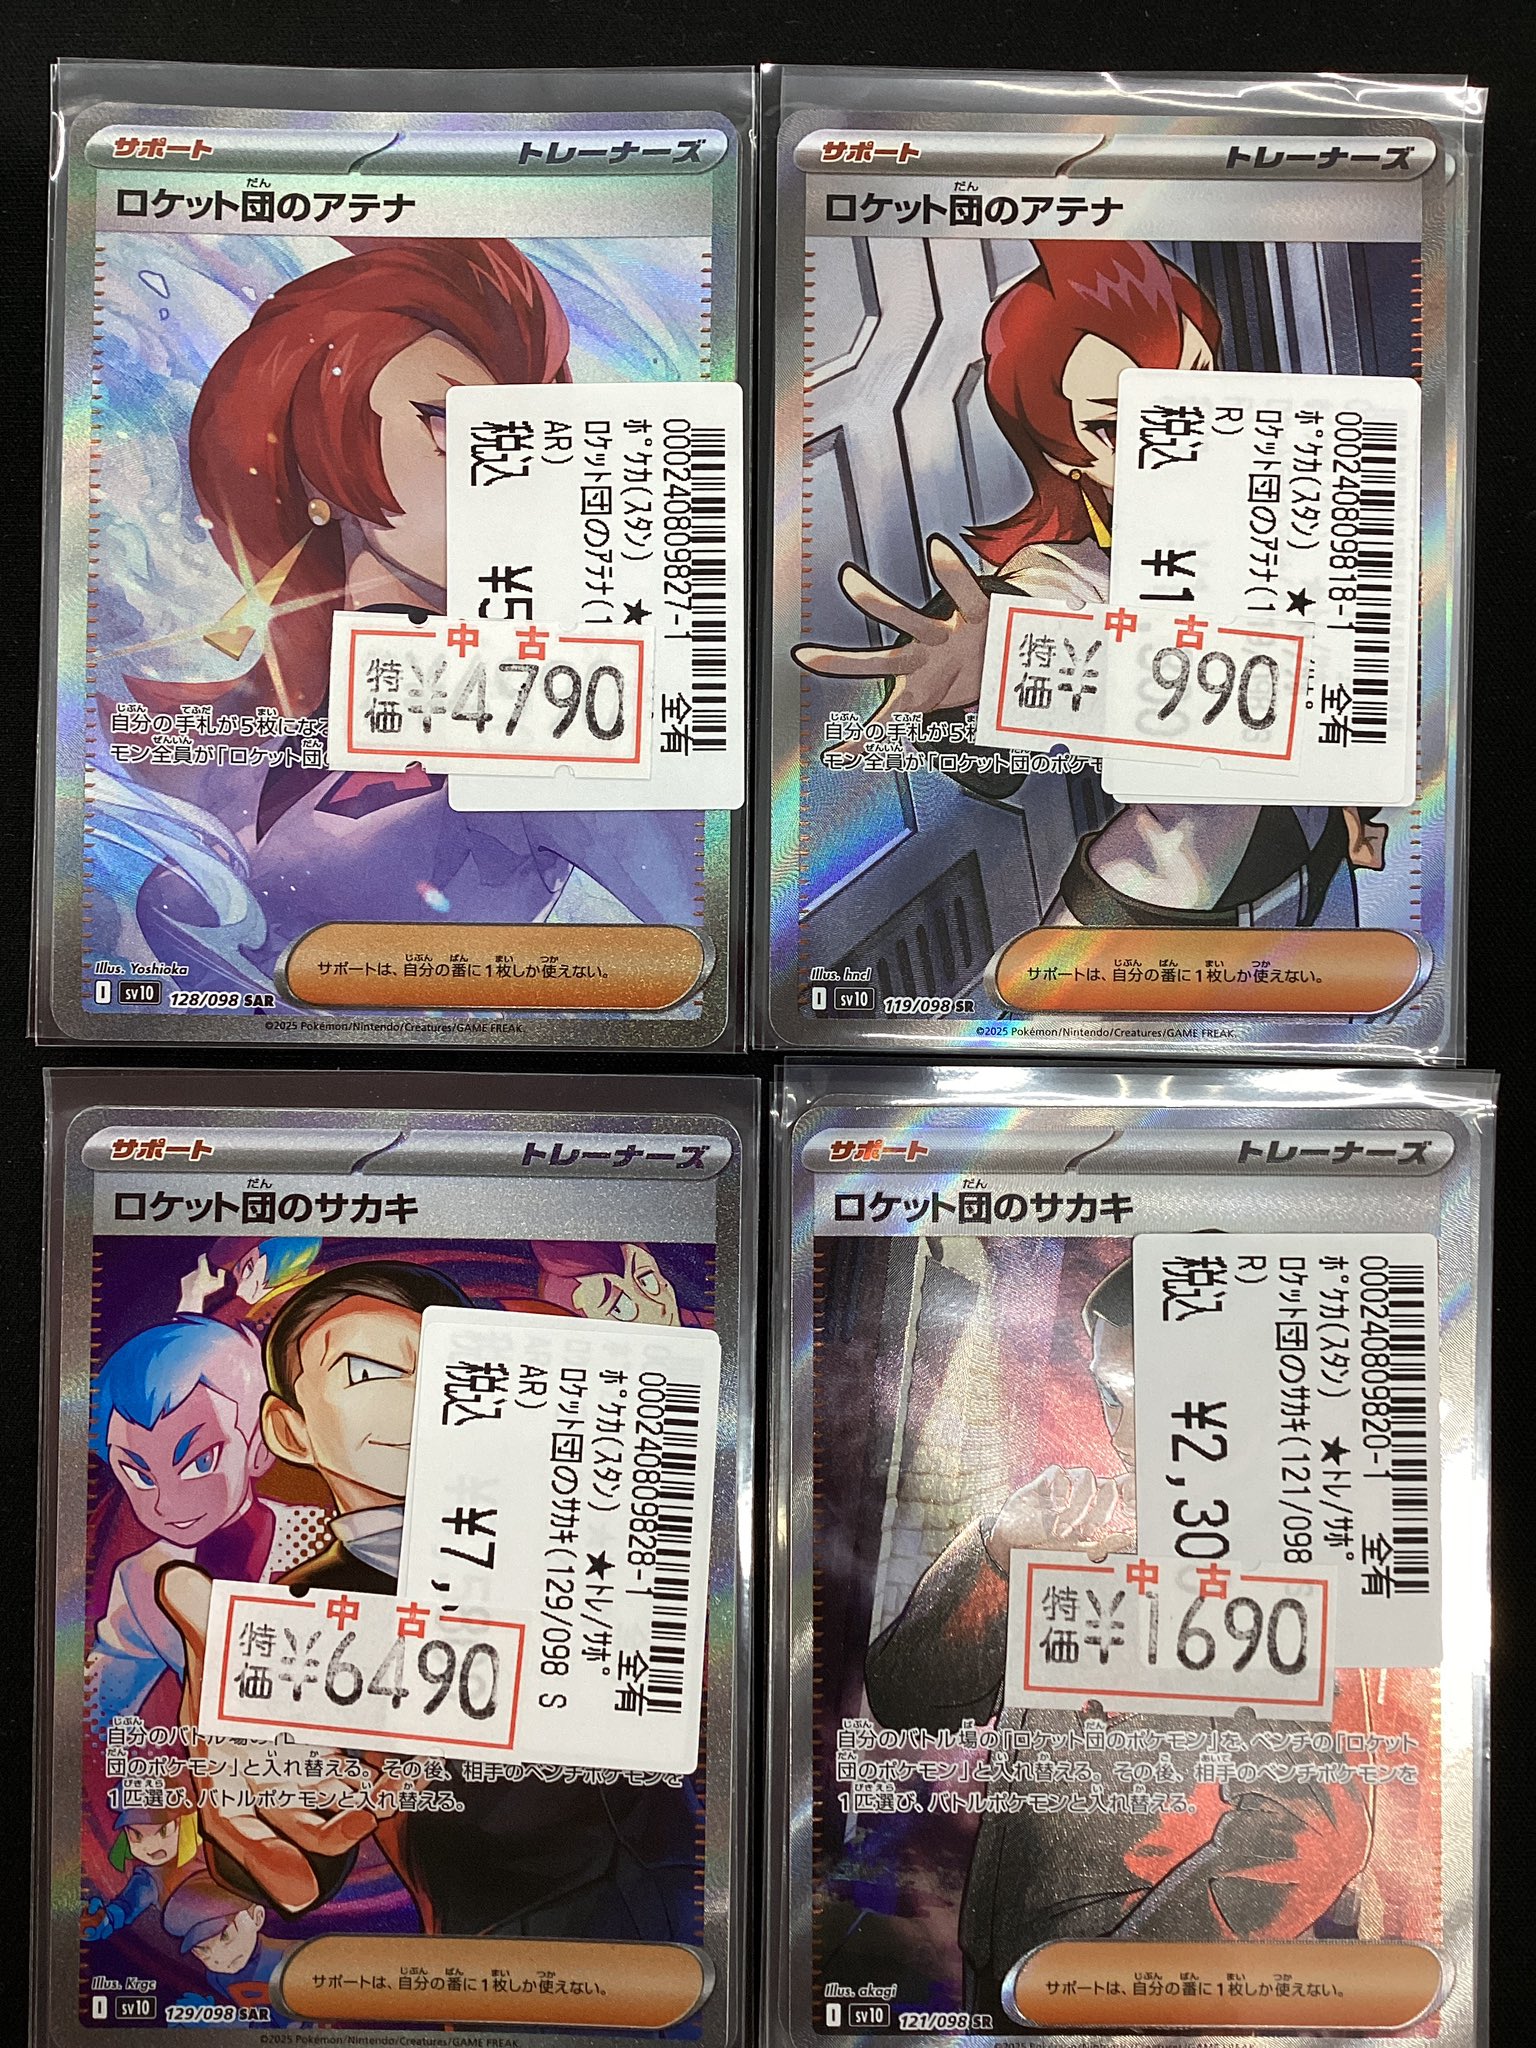 サポート
トレーナーズ
ロケット団のアテナ
だん
000240809827-1
ポケカ(スタン) ★
ロケット団のアテナ(1
AR)
税込
¥5
全有
中古
特価
4790
自分の手札が5枚になる
モン全員が「ロケット団の
サポートは、自分の番に1枚しか使えない。
Illus. Yoshioka
I sv10 128/098 SAR
©2025 Pokémon/Nintendo/Creatures/GAME FREAK.
サポート
トレーナーズ
ロケット団のアテナ
だん
000240809818-1
ポケカ(スタン) ★
ロケット団のアテナ(1
R)
税込
¥1
全有
中古
特価
990
自分の手札が5枚
モン全員が「ロケット団のポケモ
サポートは、自分の番に1枚しか使えない。
Illus. hncl
I sv10 119/098 SR
©2025 Pokémon/Nintendo/Creatures/GAME FREAK.
サポート
トレーナーズ
ロケット団のサカキ
だん
000240809828-1
ポケカ(スタン) ★トレ/サポ
ロケット団のサカキ(129/098 S
AR)
税込
¥7,
全有
中古
特価
6490
自分のバトル場の
団のポケモン」と入れ替える。その後、相手のベンチポケモンを
1匹選び、バトルポケモンと入れ替える。
サポートは、自分の番に1枚しか使えない。
Illus. Krgc
I sv10 129/098 SAR
©2025 Pokémon/Nintendo/Creatures/GAME FREAK.
サポート
トレーナーズ
ロケット団のサカキ
だん
000240809820-1
ポケカ(スタン) ★トレ/サポ
ロケット団のサカキ(121/098 S
R)
税込
¥2,30
全有
中古
特価
1690
自分のバトル場の「ロケット団のポケモン」を、ベンチの「ロケット
団のポケモン」と入れ替える。その後、相手のベンチポケモンを
1匹選び、バトルポケモンと入れ替える。
サポートは、自分の番に1枚しか使えない。
Illus. akagi
I sv10 121/098 SR